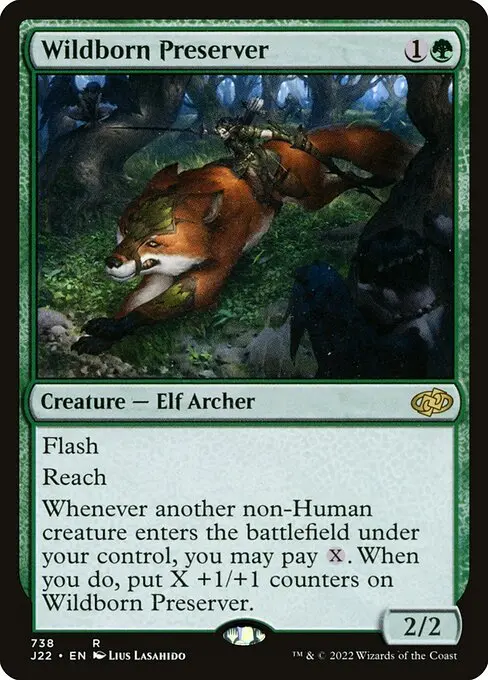 Wildborn Preserver 1
Creature — Elf Archer
Flash
Reach
Whenever another non-Human
creature enters the battlefield under
your control, you may pay X. When
you do, put X +1/+1 counters on
Wildborn Preserver.
2/2
738 R
J22 • EN Lius Lasahido
™ & © 2022 Wizards of the Coast